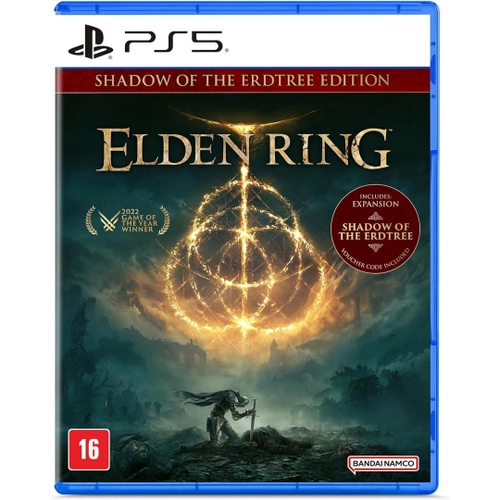 PS5
SHADOW OF THE ERDTREE EDITION
ELDEN RING™
2022
GAME OF
THE YEAR
WINNER
INCLUDES:
EXPANSION
SHADOW OF
THE ERDTREE
VOUCHER CODE INCLUDED
16
BANDAI NAMCO